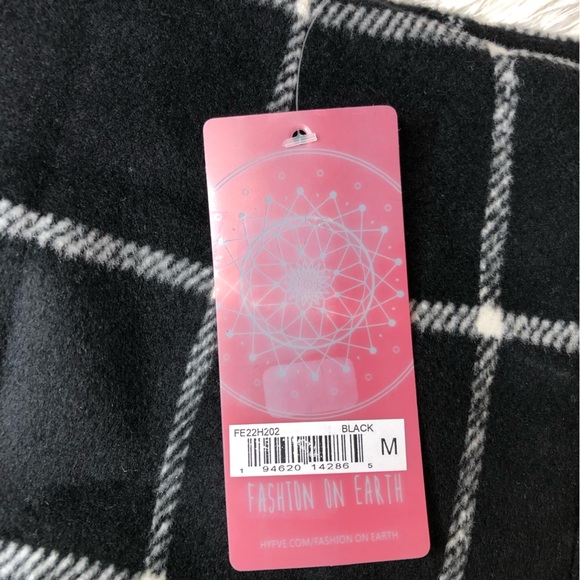 FE22H202 BLACK M
1 94620 14286 5
FASHION ON EARTH
HYFVE.COM/FASHION ON EARTH